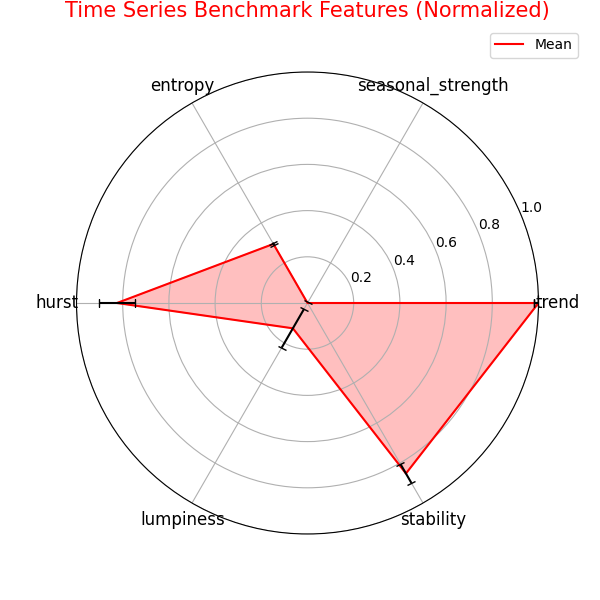 Time Series Benchmark Features (Normalized)
Mean
entropy
seasonal_strength
1.0
0.8
0.6
0.4
0.2
hurst
trend
lumpiness
stability